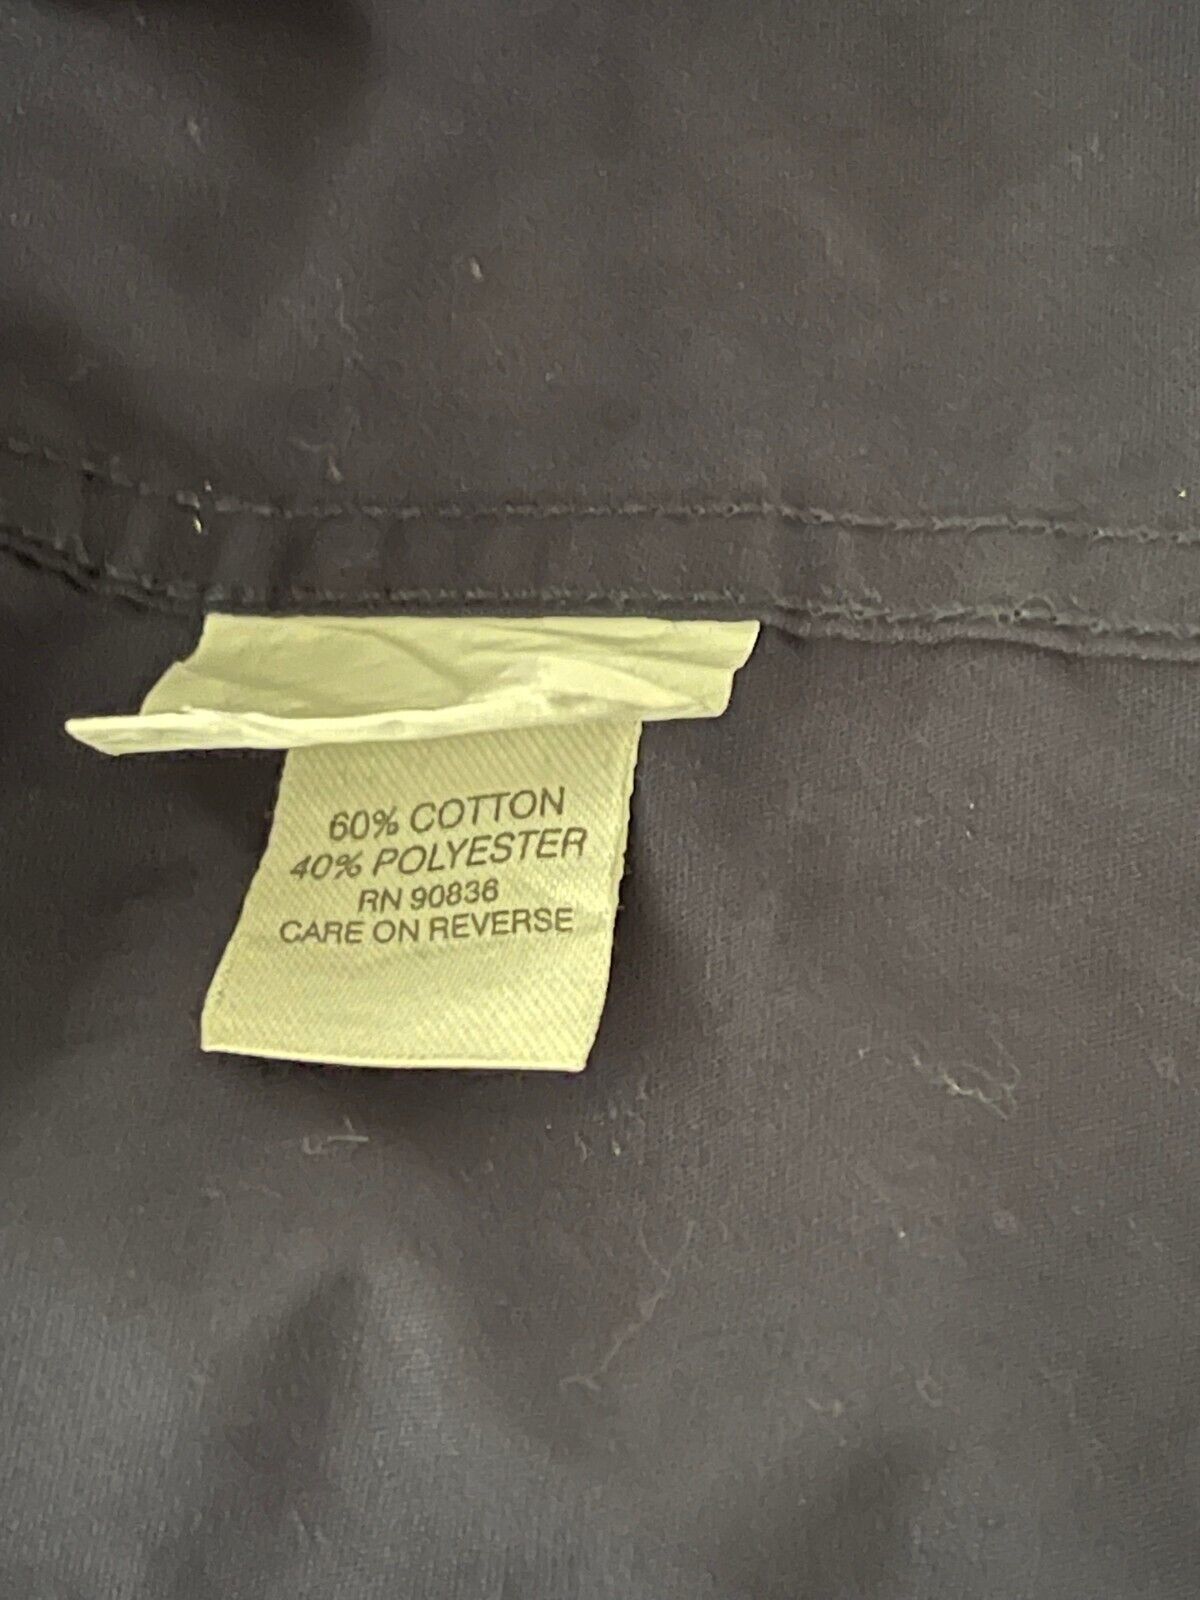 60% COTTON
40% POLYESTER
RN 90836
CARE ON REVERSE